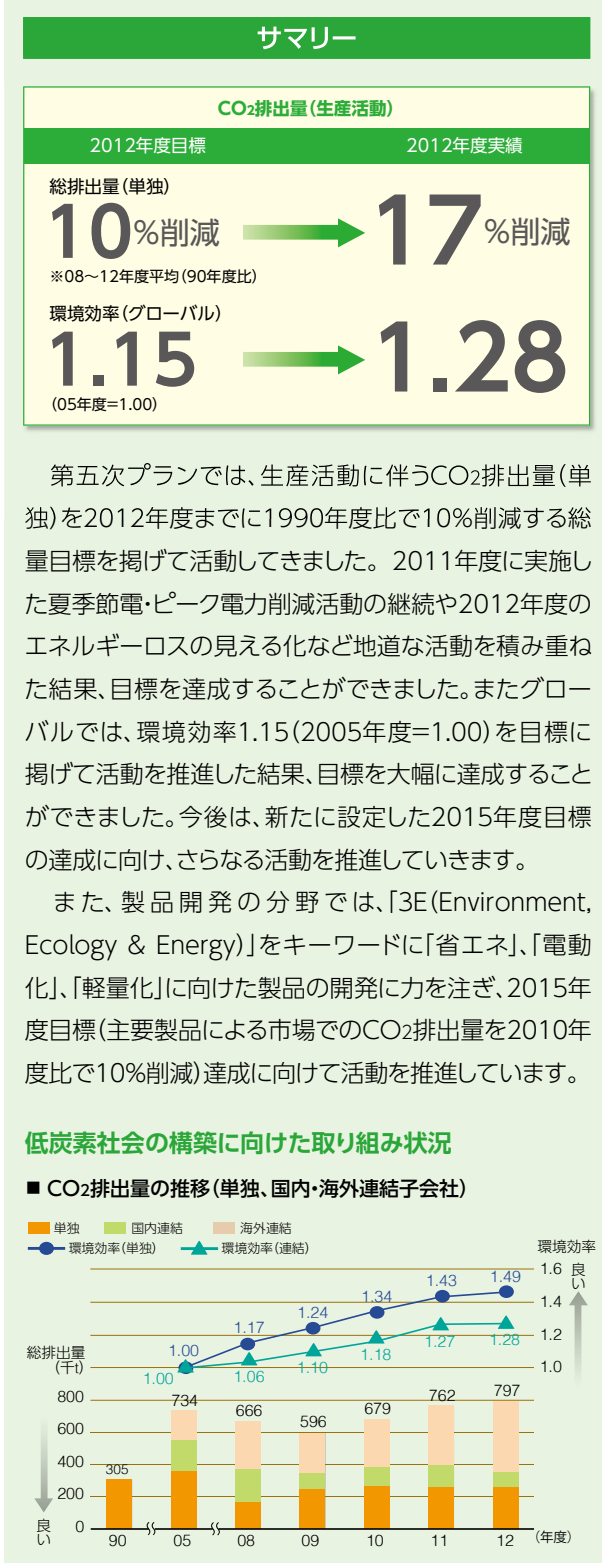 サマリー
CO2排出量(生産活動)
2012年度目標 2012年度実績
総排出量(単独)
10%削減 17%削減
※08～12年度平均(90年度比)
環境効率(グローバル)
1.15 1.28
(05年度=1.00)
第五次プランでは、生産活動に伴うCO2排出量(単
独)を2012年度までに1990年度比で10%削減する総
量目標を掲げて活動してきました。2011年度に実施し
た夏季節電・ピーク電力削減活動の継続や2012年度の
エネルギーロスの見える化など地道な活動を積み重ね
た結果、目標を達成することができました。またグロー
バルでは、環境効率1.15(2005年度=1.00)を目標に
掲げて活動を推進した結果、目標を大幅に達成すること
ができました。今後は、新たに設定した2015年度目標
の達成に向け、さらなる活動を推進していきます。
また、製品開発の分野では、「3E(Environment,
Ecology & Energy)」をキーワードに「省エネ」、「電動
化」、「軽量化」に向けた製品の開発に力を注ぎ、2015年
度目標(主要製品による市場でのCO2排出量を2010年
度比で10%削減)達成に向けて活動を推進しています。
低炭素社会の構築に向けた取り組み状況
■ CO2排出量の推移(単独、国内・海外連結子会社)
単独 国内連結 海外連結
環境効率(単独) 環境効率(連結)
環境効率
1.6 良い
1.4
1.2
1.0
1.00 1.17 1.24 1.34 1.43 1.49
1.00 1.06 1.10 1.18 1.27 1.28
総排出量
(千t)
800
600
400
200
0
良い
305 734 666 596 679 762 797
90 05 08 09 10 11 12 (年度)